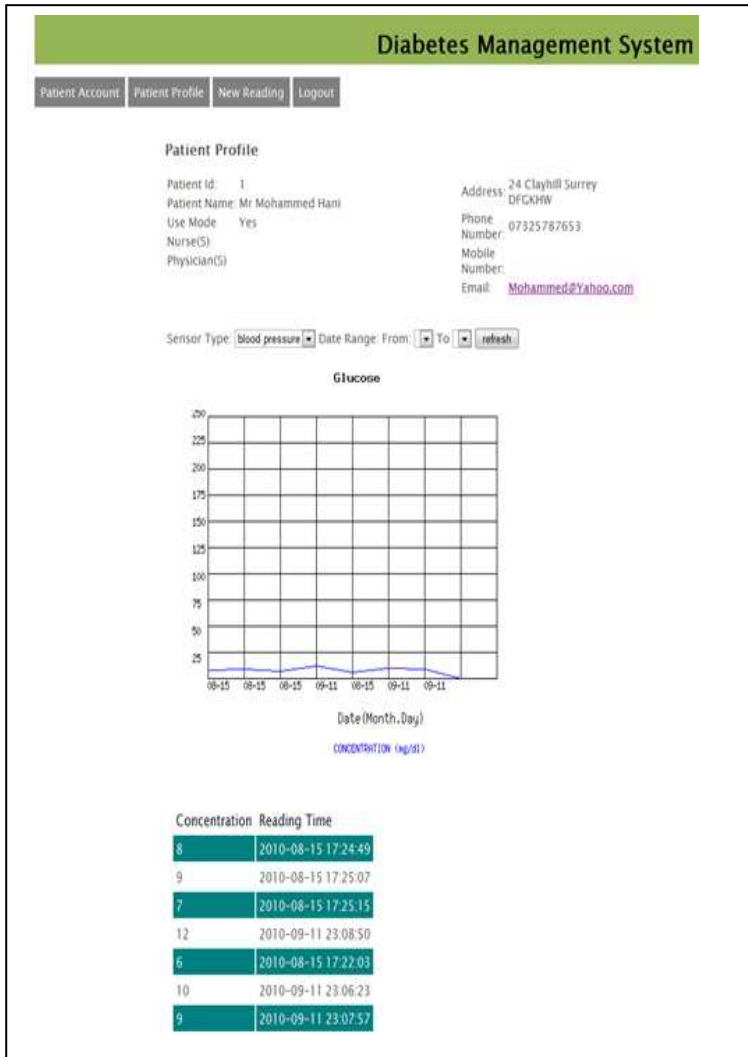 Diabetes Management System
Patient Account Patient Profile New Reading Logout
Patient Profile
Patient Id: 1
Patient Name: Mr Mohammed Hani
Use Mode Yes
Nurse(S)
Physician(S)
Address: 24 Clayhill Surrey
DFGKHW
Phone
Number: 07325787653
Mobile
Number:
Email: Mohammed@Yahoo.com
Sensor Type: blood pressure Date Range: From: To refresh
Glucose
250
225
200
175
150
125
100
75
50
25
08-15 08-15 08-15 09-11 08-15 09-11 09-11
Date(Month.Day)
CONCENTRATION (mg/dl)
Concentration Reading Time
8 2010-08-15 17:24:49
9 2010-08-15 17:25:07
7 2010-08-15 17:25:15
12 2010-09-11 23:08:50
6 2010-08-15 17:22:03
10 2010-09-11 23:06:23
9 2010-09-11 23:07:57